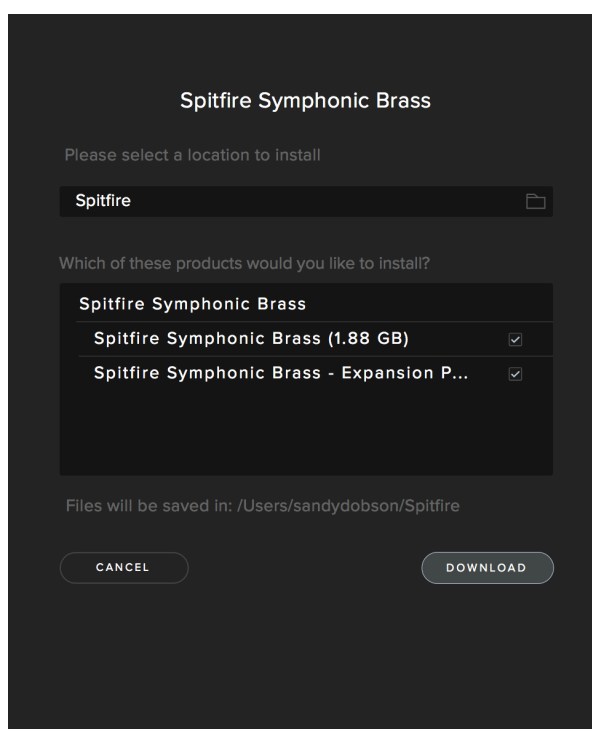 Spitfire Symphonic Brass
Please select a location to install
Spitfire
Which of these products would you like to install?
Spitfire Symphonic Brass
Spitfire Symphonic Brass (1.88 GB)
Spitfire Symphonic Brass - Expansion P...
Files will be saved in: /Users/sandydobson/Spitfire
CANCEL
DOWNLOAD